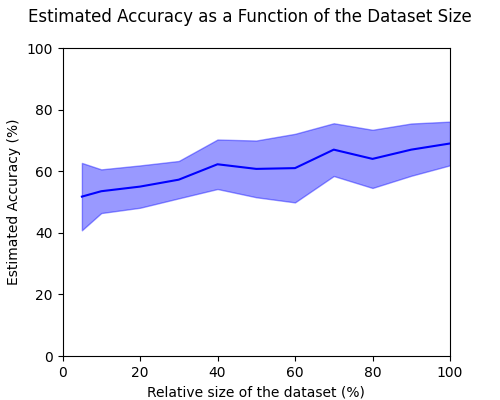 Estimated Accuracy as a Function of the Dataset Size
100
80
60
40
20
0
Estimated Accuracy (%)
0 20 40 60 80 100
Relative size of the dataset (%)